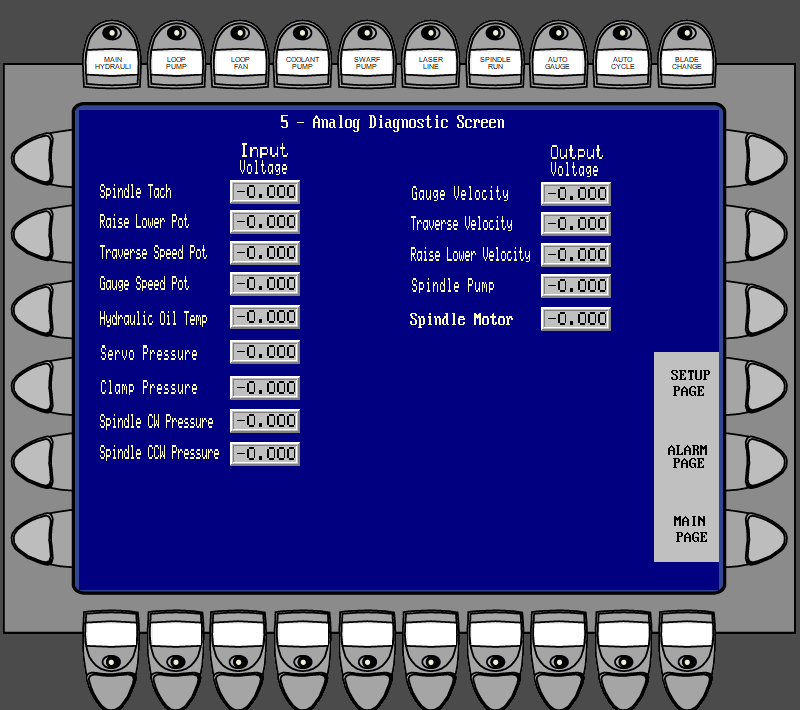 MAIN HYDRAULI
LOOP PUMP
LOOP FAN
COOLANT PUMP
SWARF PUMP
LASER LINE
SPINDLE RUN
AUTO GAUGE
AUTO CYCLE
BLADE CHANGE
5 - Analog Diagnostic Screen
Input
Voltage
Spindle Tach -0.000
Raise Lower Pot -0.000
Traverse Speed Pot -0.000
Gauge Speed Pot -0.000
Hydraulic Oil Temp -0.000
Servo Pressure -0.000
Clamp Pressure -0.000
Spindle CW Pressure -0.000
Spindle CCW Pressure -0.000
Output
Voltage
Gauge Velocity -0.000
Traverse Velocity -0.000
Raise Lower Velocity -0.000
Spindle Pump -0.000
Spindle Motor -0.000
SETUP
PAGE
ALARM
PAGE
MAIN
PAGE